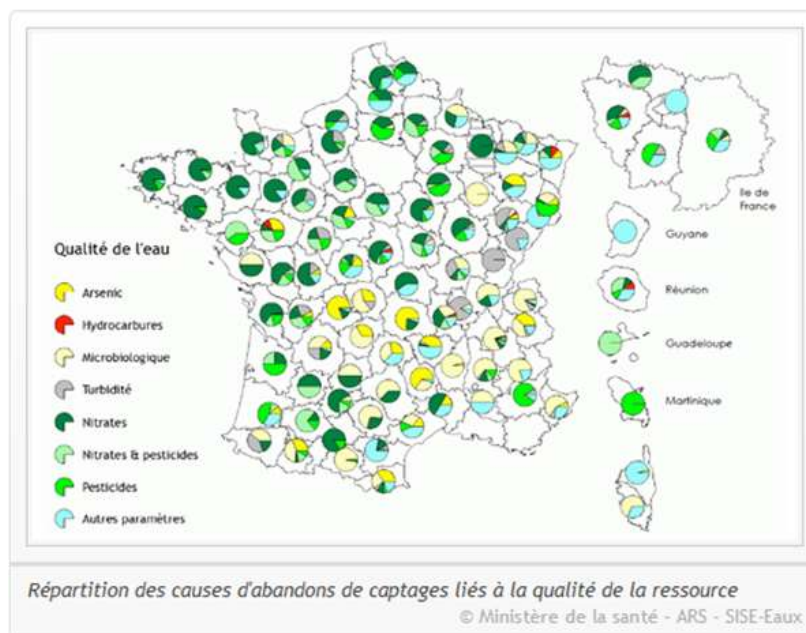 Ile de
France
Guyane
Réunion
Guadeloupe
Martinique
Qualité de l'eau
Arsenic
Hydrocarbures
Microbiologique
Turbidité
Nitrates
Nitrates & pesticides
Pesticides
Autres paramètres
Répartition des causes d'abandons de captages liés à la qualité de la ressource
© Ministère de la santé - ARS - SISE-Eaux